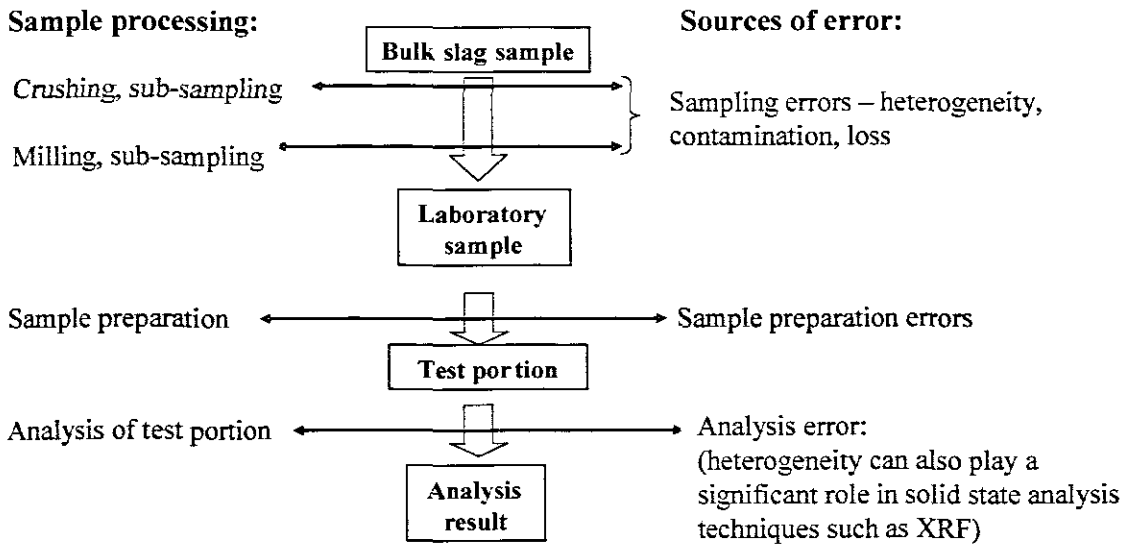 Sample processing:
Sources of error:
Bulk slag sample
Crushing, sub-sampling
Sampling errors – heterogeneity,
contamination, loss
Milling, sub-sampling
Laboratory
sample
Sample preparation
Sample preparation errors
Test portion
Analysis of test portion
Analysis error:
(heterogeneity can also play a
significant role in solid state analysis
techniques such as XRF)
Analysis
result